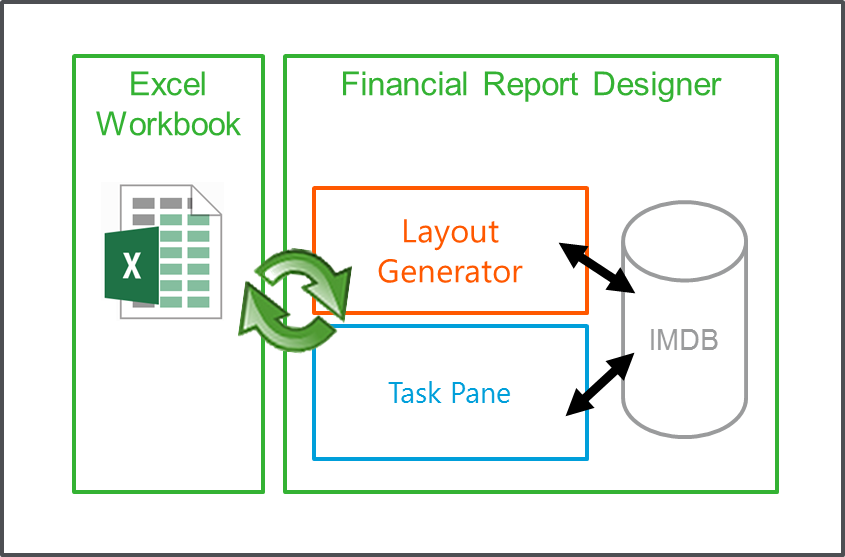 Excel
Workbook
Financial Report Designer
X
Layout
Generator
IMDB
Task Pane